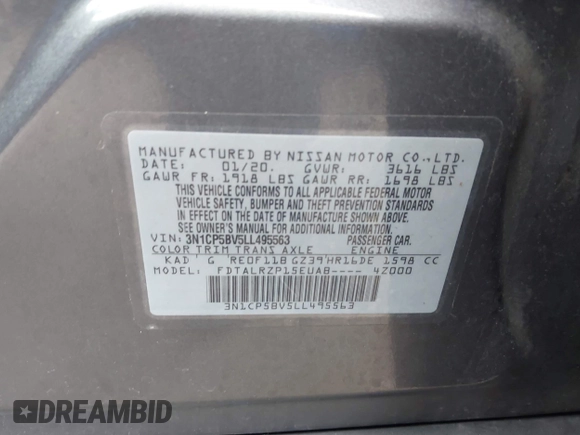 MANUFACTURED BY NISSAN MOTOR CO., LTD.
DATE: 01/20. GVWR: 3616 LBS
GAWR FR: 1918 LBS GAWR RR: 1698 LBS
THIS VEHICLE CONFORMS TO ALL APPLICABLE FEDERAL MOTOR
VEHICLE SAFETY, BUMPER AND THEFT PREVENTION STANDARDS
IN EFFECT ON THE DATE OF MANUFACTURE SHOWN ABOVE.
SEE OWNER'S MANUAL FOR ADDITIONAL INFORMATION.
VIN: 3N1CP5BV5LL495563 PASSENGER CAR.
COLOR TRIM TRANS AXLE ENGINE
KAD G RE0F11B GZ39 HR16DE 1598 CC
MODEL: FDTALRZP15EUAB---- 4Z000
3N1CP5BV5LL495563
DREAMBID